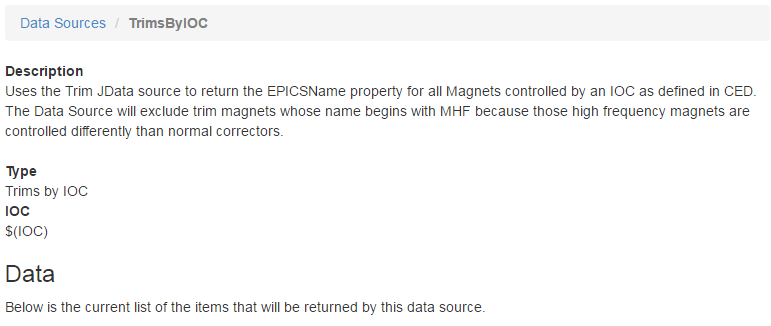 Data Sources / TrimsByIOC
Description
Uses the Trim JData source to return the EPICSName property for all Magnets controlled by an IOC as defined in CED.
The Data Source will exclude trim magnets whose name begins with MHF because those high frequency magnets are
controlled differently than normal correctors.
Type
Trims by IOC
IOC
$(IOC)
Data
Below is the current list of the items that will be returned by this data source.